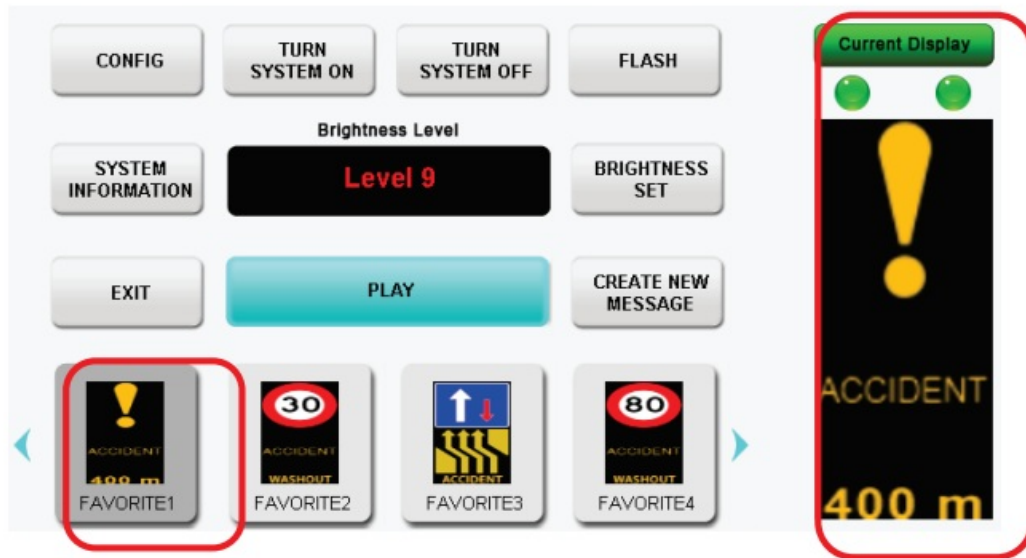 CONFIG
TURN
SYSTEM ON
TURN
SYSTEM OFF
FLASH
Current Display
Brightness Level
SYSTEM
INFORMATION
Level 9
BRIGHTNESS
SET
EXIT
PLAY
CREATE NEW
MESSAGE
ACCIDENT
400 m
ACCIDENT
400 m
FAVORITE1
30
ACCIDENT
WASHOUT
FAVORITE2
ACCIDENT
FAVORITE3
80
ACCIDENT
WASHOUT
FAVORITE4